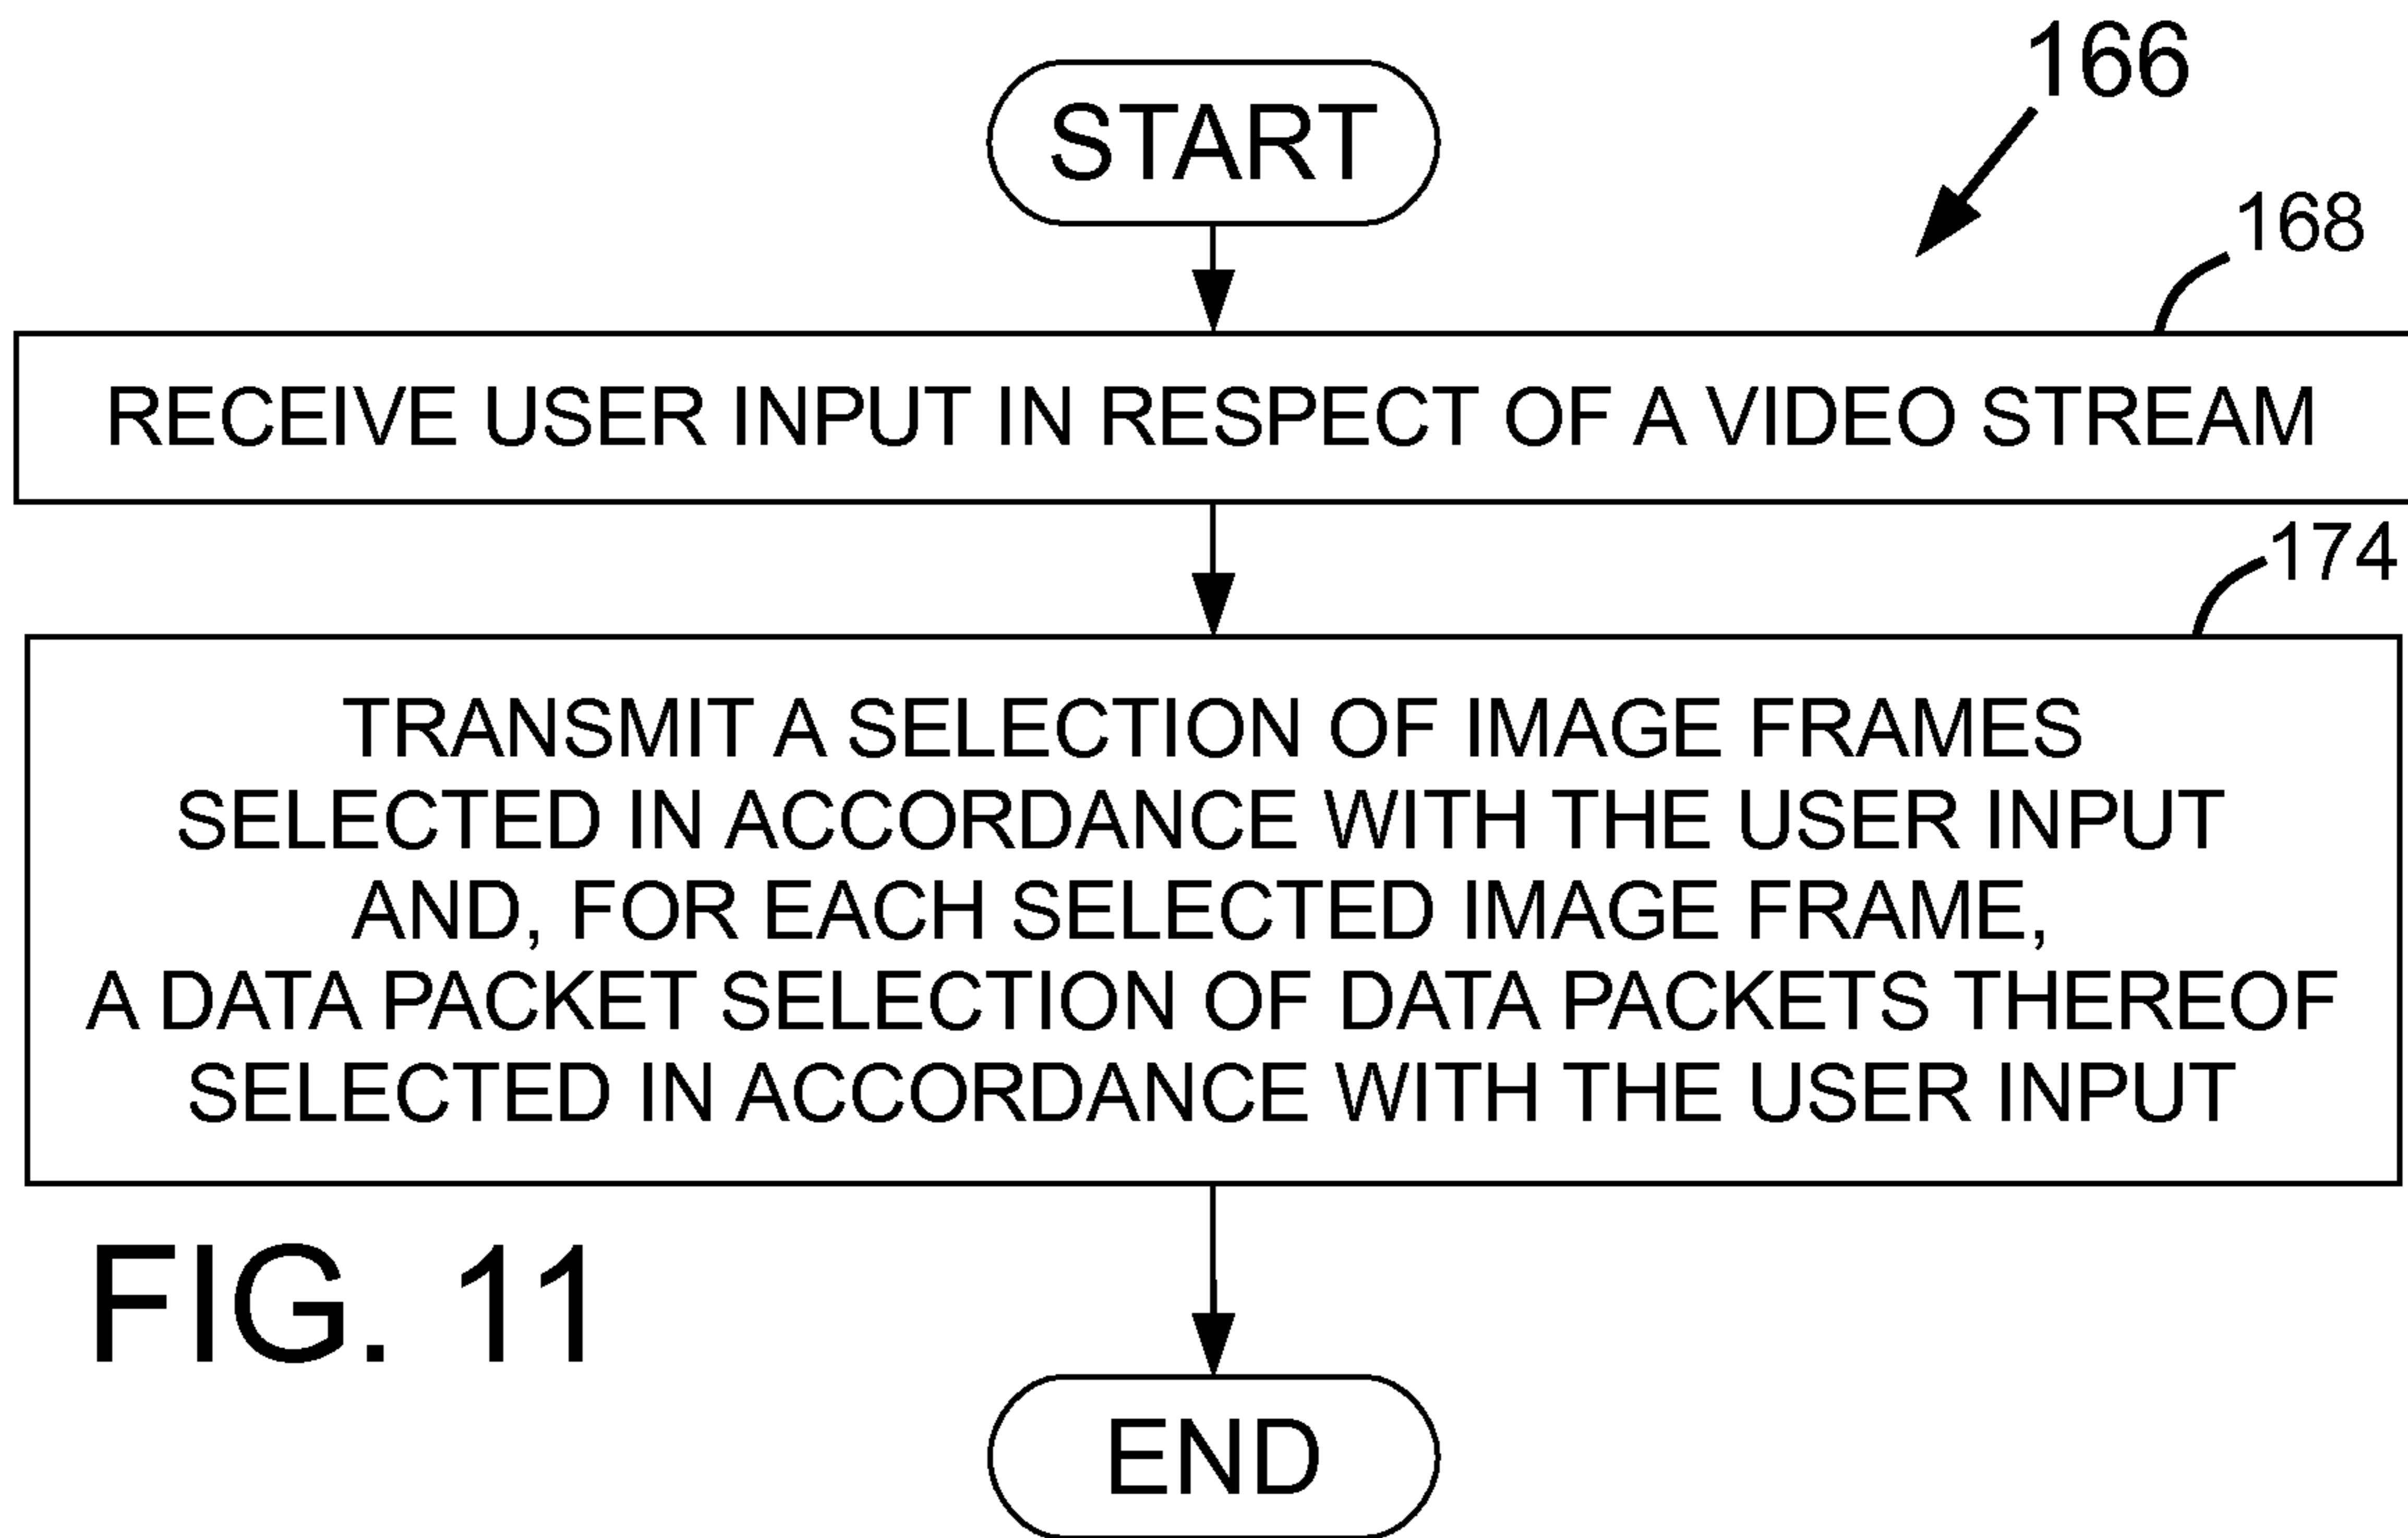 START
166
168
RECEIVE USER INPUT IN RESPECT OF A VIDEO STREAM
174
TRANSMIT A SELECTION OF IMAGE FRAMES
SELECTED IN ACCORDANCE WITH THE USER INPUT
AND, FOR EACH SELECTED IMAGE FRAME,
A DATA PACKET SELECTION OF DATA PACKETS THEREOF
SELECTED IN ACCORDANCE WITH THE USER INPUT
FIG. 11
END